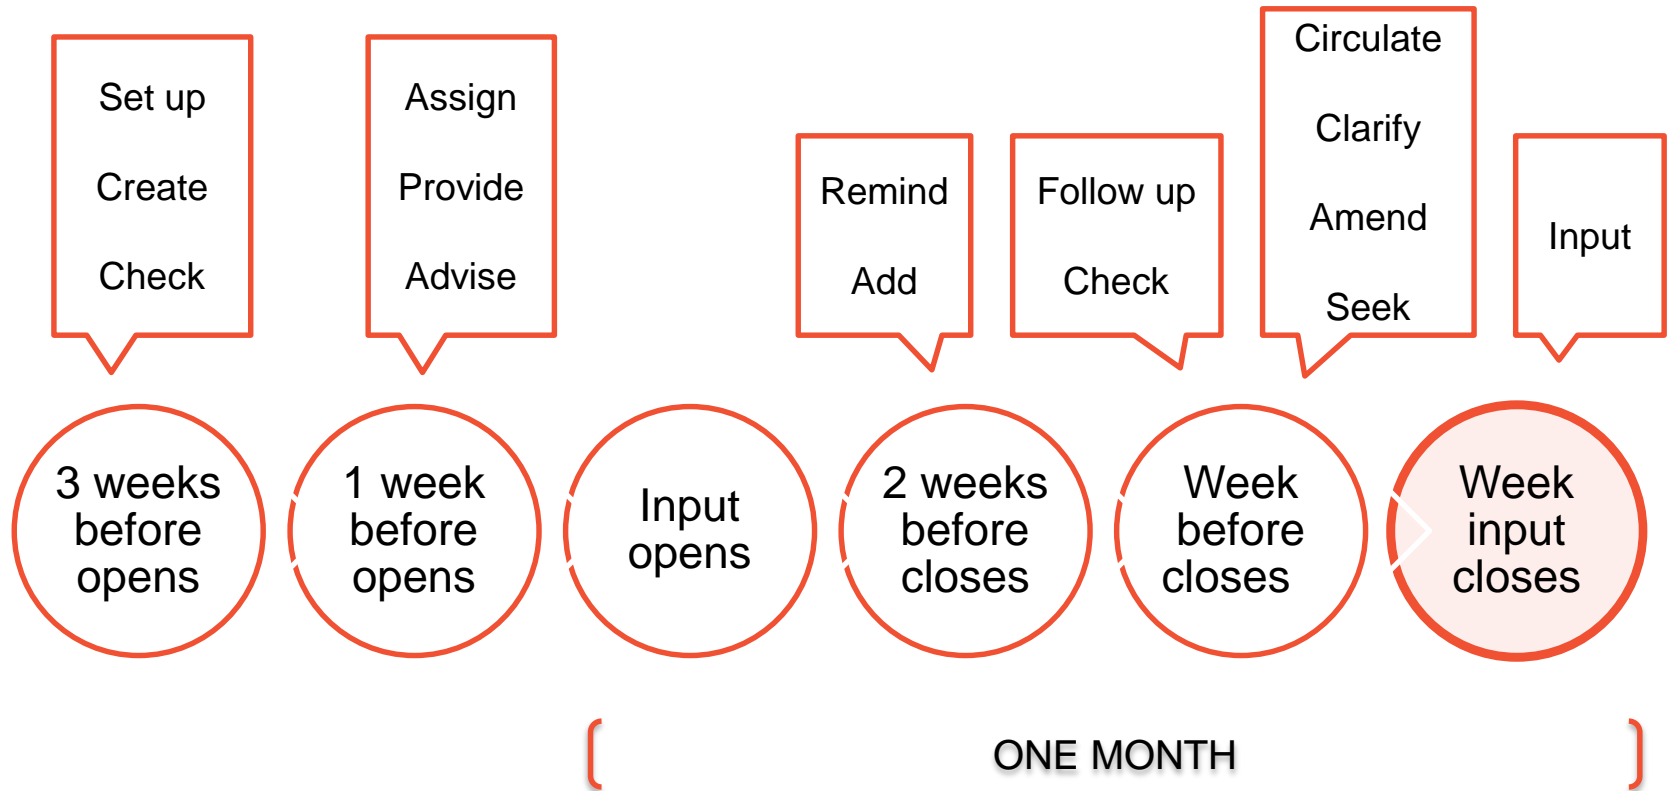 Set up
Create
Check
Assign
Provide
Advise
Remind
Add
Follow up
Check
Circulate
Clarify
Amend
Seek
Input
3 weeks
before
opens
1 week
before
opens
Input
opens
2 weeks
before
closes
Week
before
closes
Week
input
closes
ONE MONTH